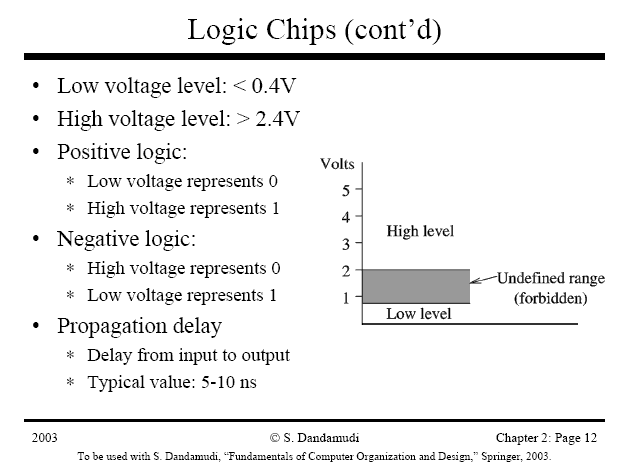 Logic Chips (cont’d)
• Low voltage level: < 0.4V
• High voltage level: > 2.4V
• Positive logic:
* Low voltage represents 0
* High voltage represents 1
• Negative logic:
* High voltage represents 0
* Low voltage represents 1
• Propagation delay
* Delay from input to output
* Typical value: 5-10 ns
Volts
5
4
High level
3
2
Undefined range
(forbidden)
1
Low level
2003
© S. Dandamudi
Chapter 2: Page 12
To be used with S. Dandamudi, “Fundamentals of Computer Organization and Design,” Springer, 2003.